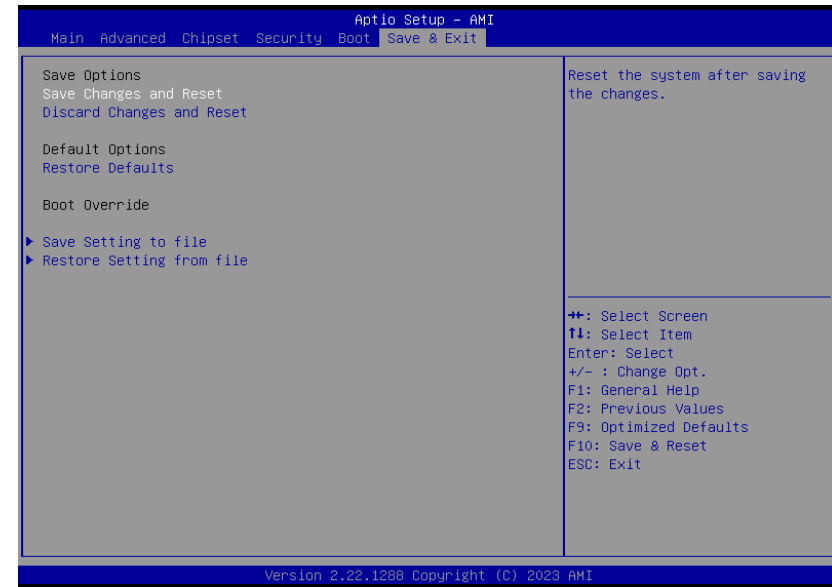 Aptio Setup – AMI
Main Advanced Chipset Security Boot Save & Exit
Save Options
Save Changes and Reset
Discard Changes and Reset
Default Options
Restore Defaults
Boot Override
Save Setting to file
Restore Setting from file
Reset the system after saving
the changes.
→←: Select Screen
↑↓: Select Item
Enter: Select
+/- : Change Opt.
F1: General Help
F2: Previous Values
F9: Optimized Defaults
F10: Save & Reset
ESC: Exit
Version 2.22.1288 Copyright (C) 2023 AMI